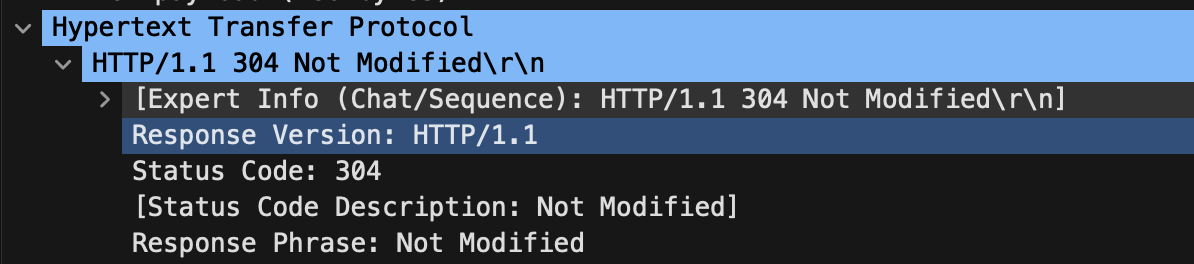 Hypertext Transfer Protocol
HTTP/1.1 304 Not Modified\r\n
[Expert Info (Chat/Sequence): HTTP/1.1 304 Not Modified\r\n]
Response Version: HTTP/1.1
Status Code: 304
[Status Code Description: Not Modified]
Response Phrase: Not Modified